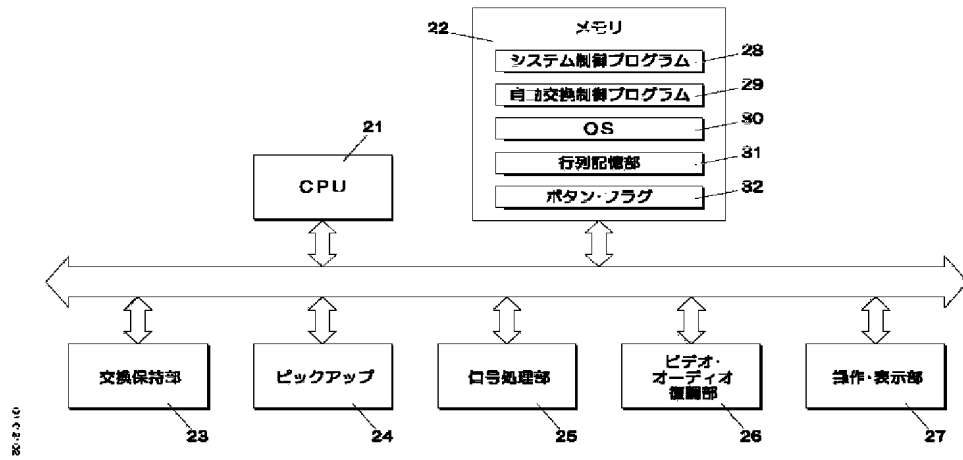 22
メモリ
システム制御プログラム
28
自動交換制御プログラム
29
OS
30
行列記憶部
31
ボタン・フラグ
32
21
CPU
交換保持部
ピックアップ
信号処理部
ビデオ・
オーディオ
復調部
操作・表示部
23
24
25
26
27